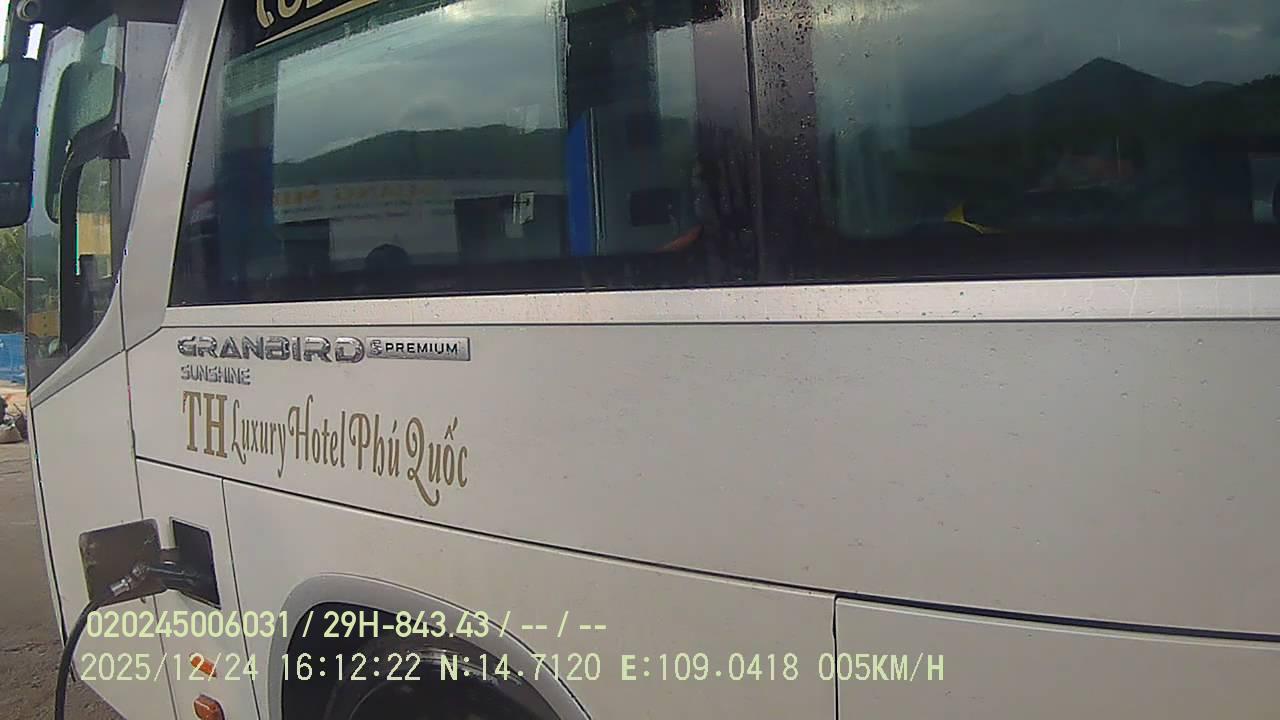 GRANBIRD PREMIUM
SUNSHINE
TH Luxury Hotel Phú Quốc
020245006031 / 29H-843.43 / -- / --
2025/12/24 16:12:22 N:14.7120 E:109.0418 005KM/H